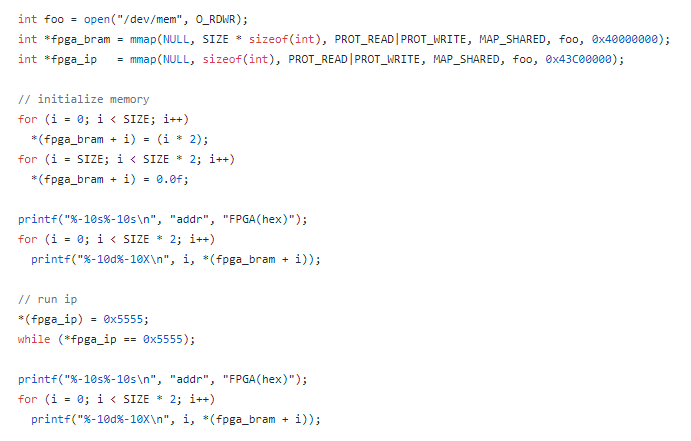 int foo = open("/dev/mem", O_RDWR);
int *fpga_bram = mmap(NULL, SIZE * sizeof(int), PROT_READ|PROT_WRITE, MAP_SHARED, foo, 0x40000000);
int *fpga_ip   = mmap(NULL, sizeof(int), PROT_READ|PROT_WRITE, MAP_SHARED, foo, 0x43C00000);

// initialize memory
for (i = 0; i < SIZE; i++)
  *(fpga_bram + i) = (i * 2);
for (i = SIZE; i < SIZE * 2; i++)
  *(fpga_bram + i) = 0.0f;

printf("%-10s%-10s\n", "addr", "FPGA(hex)");
for (i = 0; i < SIZE * 2; i++)
  printf("%-10d%-10X\n", i, *(fpga_bram + i));

// run ip
*(fpga_ip) = 0x5555;
while (*fpga_ip == 0x5555);

printf("%-10s%-10s\n", "addr", "FPGA(hex)");
for (i = 0; i < SIZE * 2; i++)
  printf("%-10d%-10X\n", i, *(fpga_bram + i));